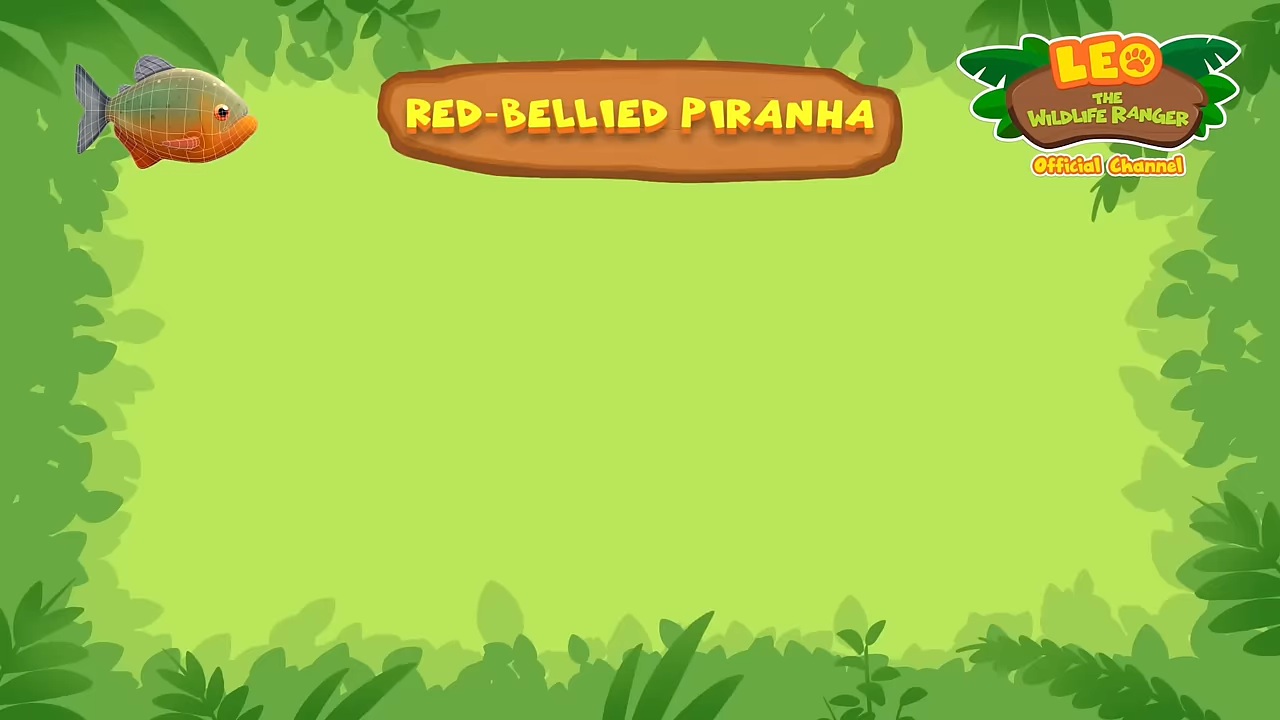 RED-BELLIED PIRANHA
LEO
THE
WILDLIFE RANGER
Official Channel